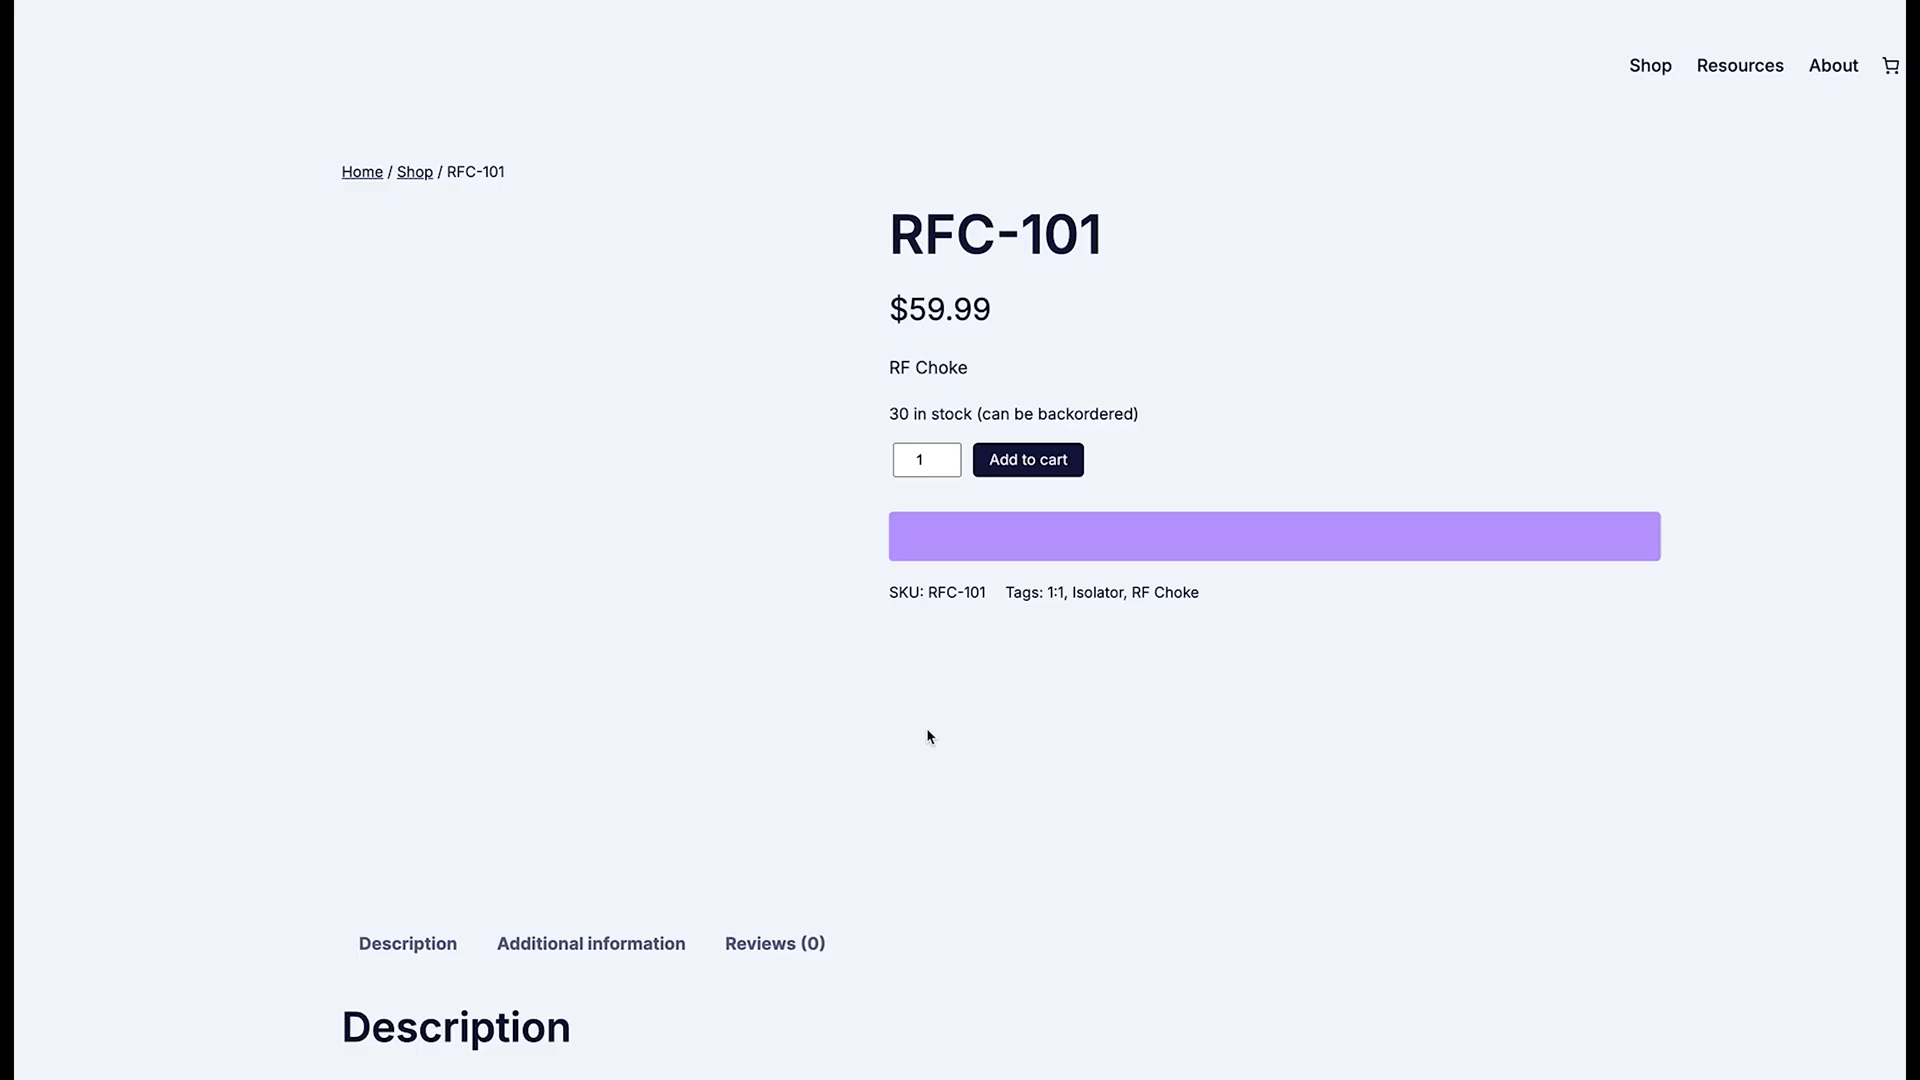 Shop Resources About
Home / Shop / RFC-101
RFC-101
$59.99
RF Choke
30 in stock (can be backordered)
1 Add to cart
SKU: RFC-101 Tags: 1:1, Isolator, RF Choke
Description Additional information Reviews (0)
Description